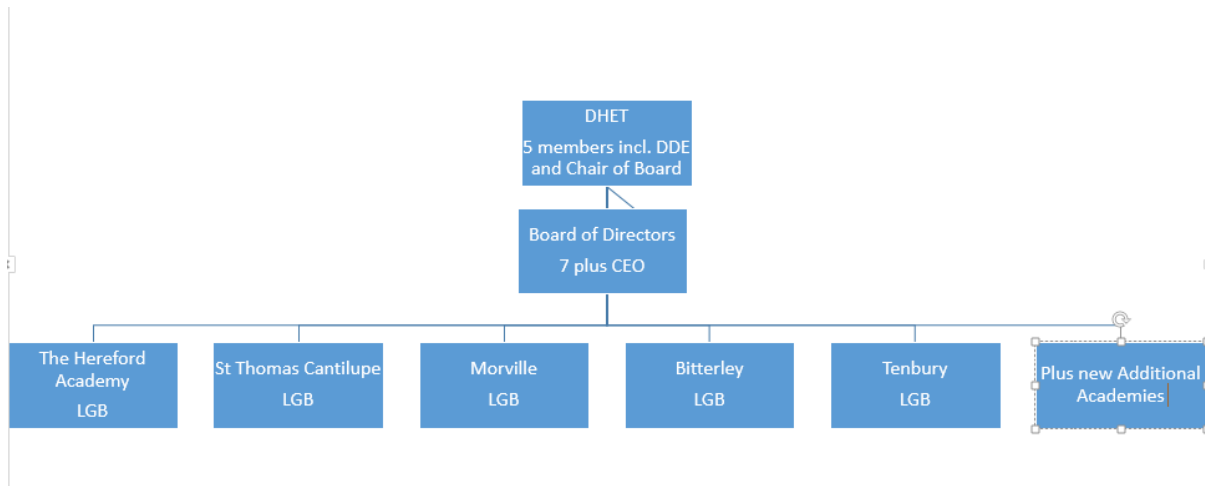 DHET
5 members incl. DDE
and Chair of Board
Board of Directors
7 plus CEO
The Hereford
Academy
LGB
St Thomas Cantilupe
LGB
Morville
LGB
Bitterley
LGB
Tenbury
LGB
Plus new Additional
Academies